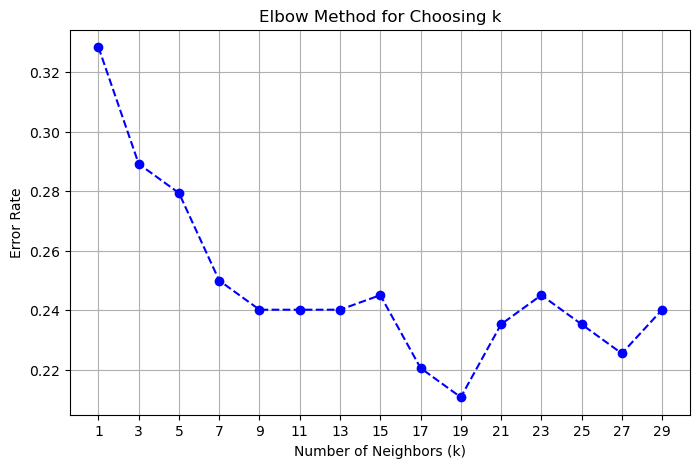 Elbow Method for Choosing k
Error Rate
0.32
0.30
0.28
0.26
0.24
0.22
1 3 5 7 9 11 13 15 17 19 21 23 25 27 29
Number of Neighbors (k)